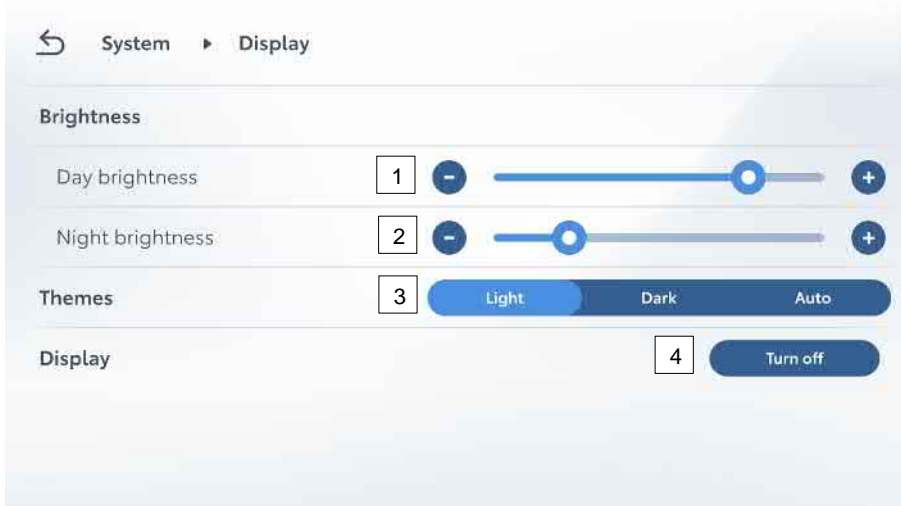 System ▸ Display
Brightness
Day brightness 1 - +
Night brightness 2 - +
Themes 3 Light Dark Auto
Display 4 Turn off